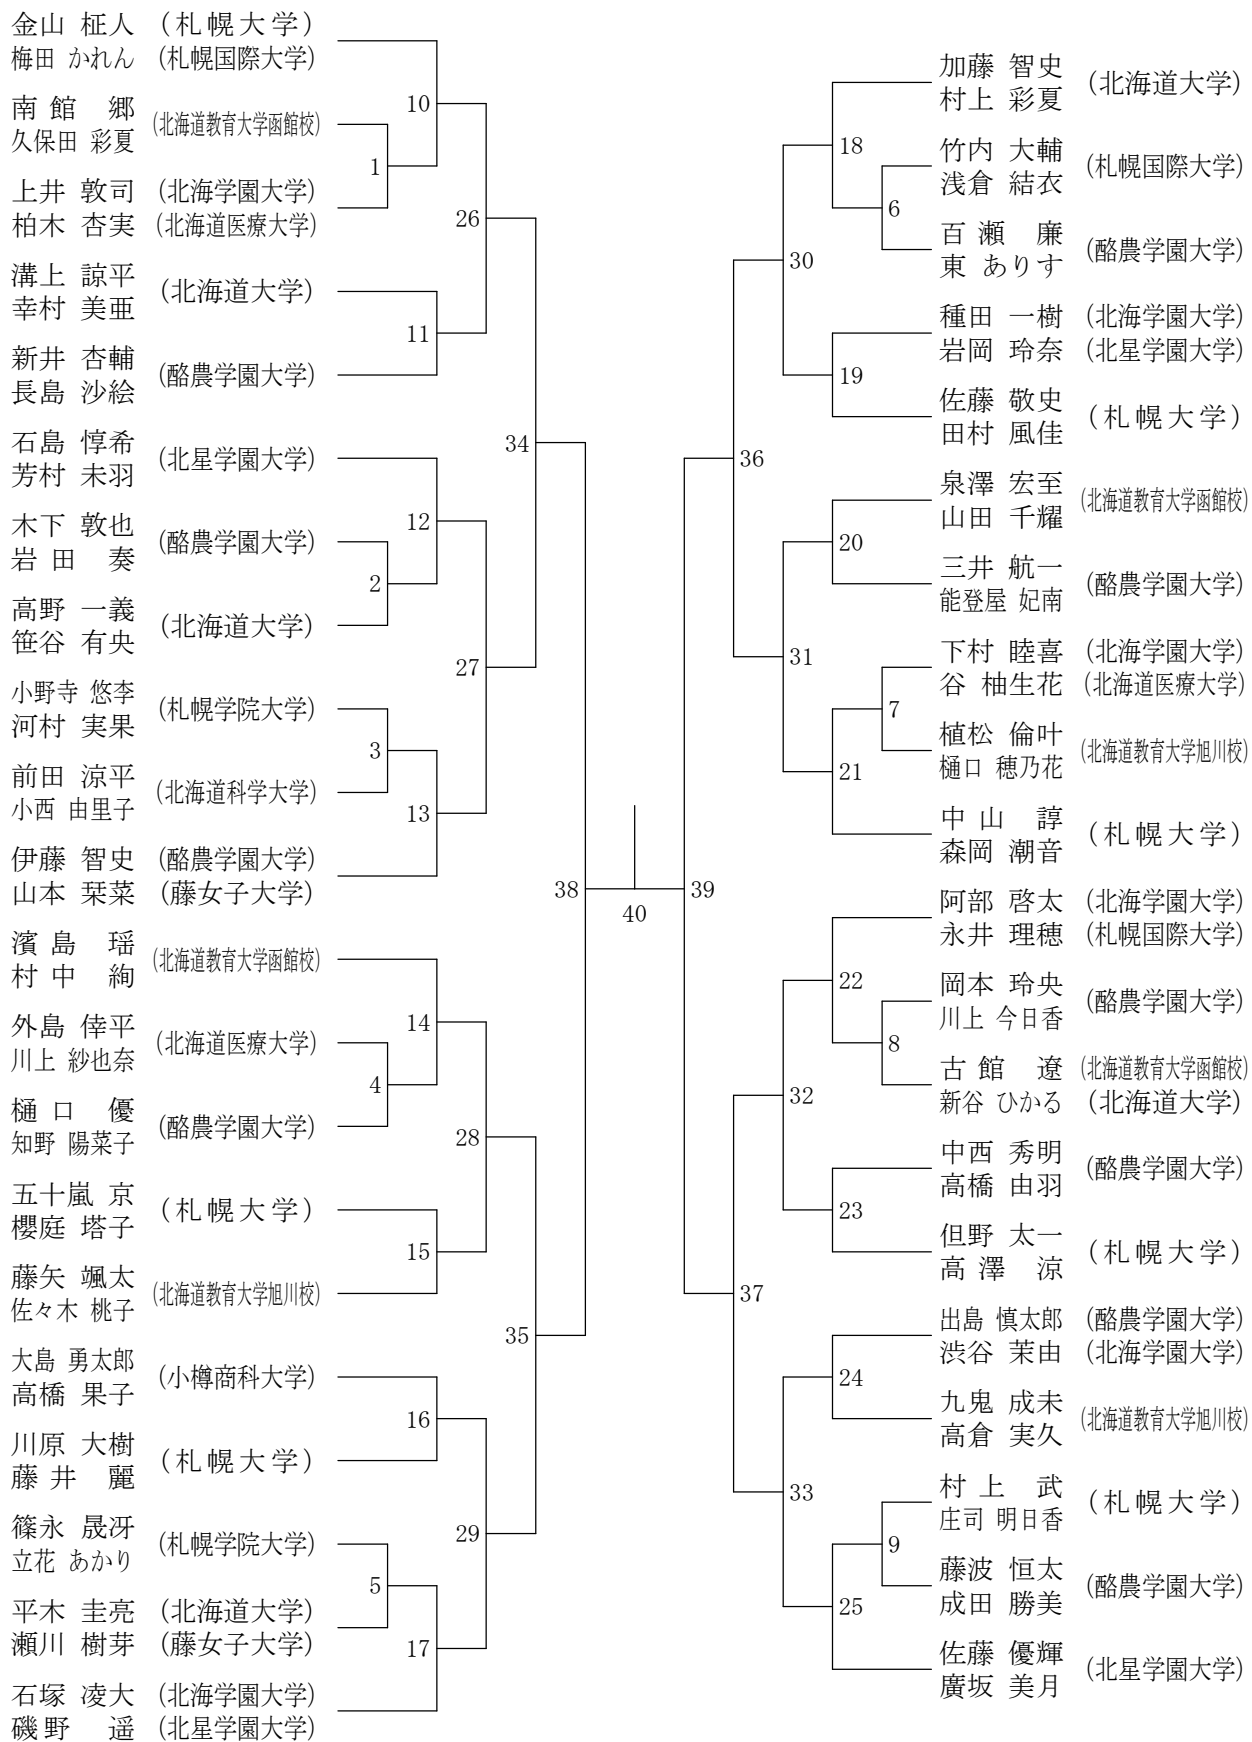 金山 柾人 (札幌大学)
梅田 かれん (札幌国際大学)
10
南館 郷 (北海道教育大学函館校)
久保田 彩夏
1
上井 敦司 (北海学園大学)
柏木 杏実 (北海道医療大学)
26
溝上 諒平 (北海道大学)
幸村 美亜
11
新井 杏輔 (酪農学園大学)
長島 沙絵
34
石島 惇希 (北星学園大学)
芳村 未羽
12
木下 敦也 (酪農学園大学)
岩田 奏
2
高野 一義 (北海道大学)
笹谷 有央
27
小野寺 悠李 (札幌学院大学)
河村 実果
3
前田 涼平 (北海道科学大学)
小西 由里子
13
伊藤 智史 (酪農学園大学)
山本 栞菜 (藤女子大学)
38
濱島 瑶 (北海道教育大学函館校)
村中 絢
14
外島 倖平 (北海道医療大学)
川上 紗也奈
4
樋口 優 (酪農学園大学)
知野 陽菜子
28
五十嵐 京 (札幌大学)
櫻庭 塔子
15
藤矢 颯太 (北海道教育大学旭川校)
佐々木 桃子
35
大島 勇太郎 (小樽商科大学)
高橋 果子
16
川原 大樹 (札幌大学)
藤井 麗
29
篠永 晟冴 (札幌学院大学)
立花 あかり
5
平木 圭亮 (北海道大学)
瀬川 樹芽 (藤女子大学)
17
石塚 凌大 (北海学園大学)
磯野 遥 (北星学園大学)
40
加藤 智史 (北海道大学)
村上 彩夏
18
竹内 大輔 (札幌国際大学)
浅倉 結衣
6
百瀬 廉 (酪農学園大学)
東 ありす
30
種田 一樹 (北海学園大学)
岩岡 玲奈 (北星学園大学)
19
佐藤 敬史 (札幌大学)
田村 風佳
36
泉澤 宏至 (北海道教育大学函館校)
山田 千耀
20
三井 航一 (酪農学園大学)
能登屋 妃南
31
下村 睦喜 (北海学園大学)
谷 柚生花 (北海道医療大学)
7
植松 倫叶 (北海道教育大学旭川校)
樋口 穂乃花
21
中山 諄 (札幌大学)
森岡 潮音
39
阿部 啓太 (北海学園大学)
永井 理穂 (札幌国際大学)
22
岡本 玲央 (酪農学園大学)
川上 今日香
8
古館 遼 (北海道教育大学函館校)
新谷 ひかる (北海道大学)
32
中西 秀明 (酪農学園大学)
高橋 由羽
23
但野 太一 (札幌大学)
高澤 涼
37
出島 慎太郎 (酪農学園大学)
渋谷 茉由 (北海学園大学)
24
九鬼 成未 (北海道教育大学旭川校)
高倉 実久
33
村上 武 (札幌大学)
庄司 明日香
9
藤波 恒太 (酪農学園大学)
成田 勝美
25
佐藤 優輝 (北星学園大学)
廣坂 美月